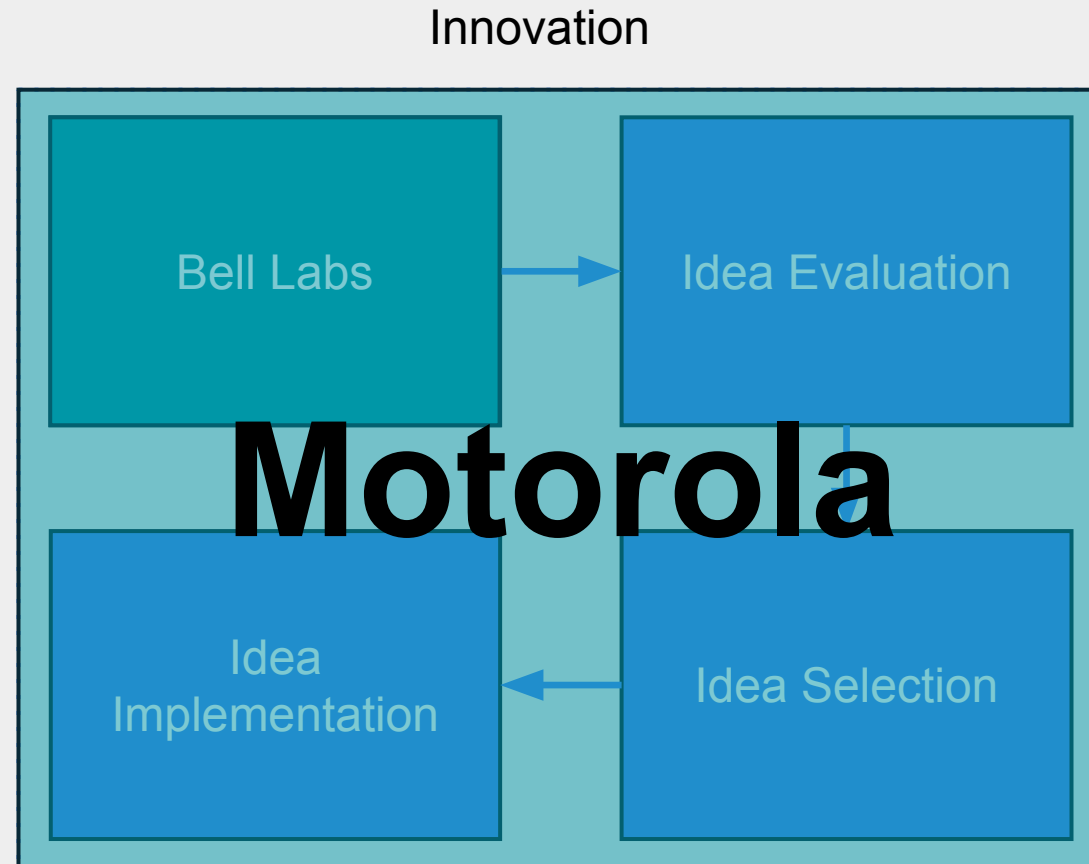 Innovation
Bell Labs
Idea Evaluation
Motorola
Idea
Implementation
Idea Selection